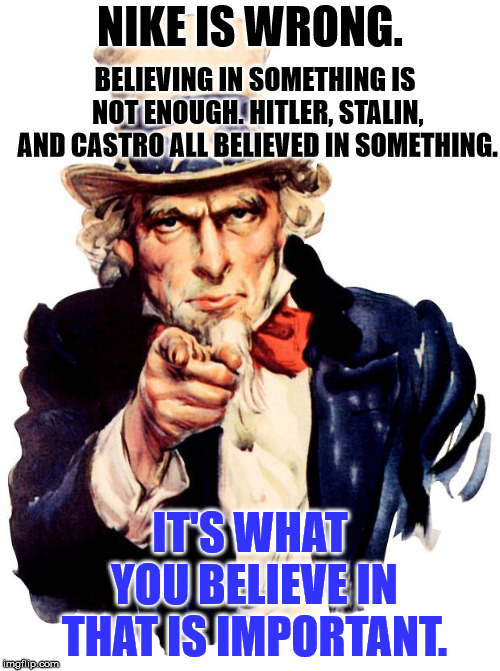 NIKE IS WRONG.
BELIEVING IN SOMETHING IS
NOT ENOUGH. HITLER, STALIN,
AND CASTRO ALL BELIEVED IN SOMETHING.
IT'S WHAT
YOU BELIEVE IN
THAT IS IMPORTANT.
imgflip.com